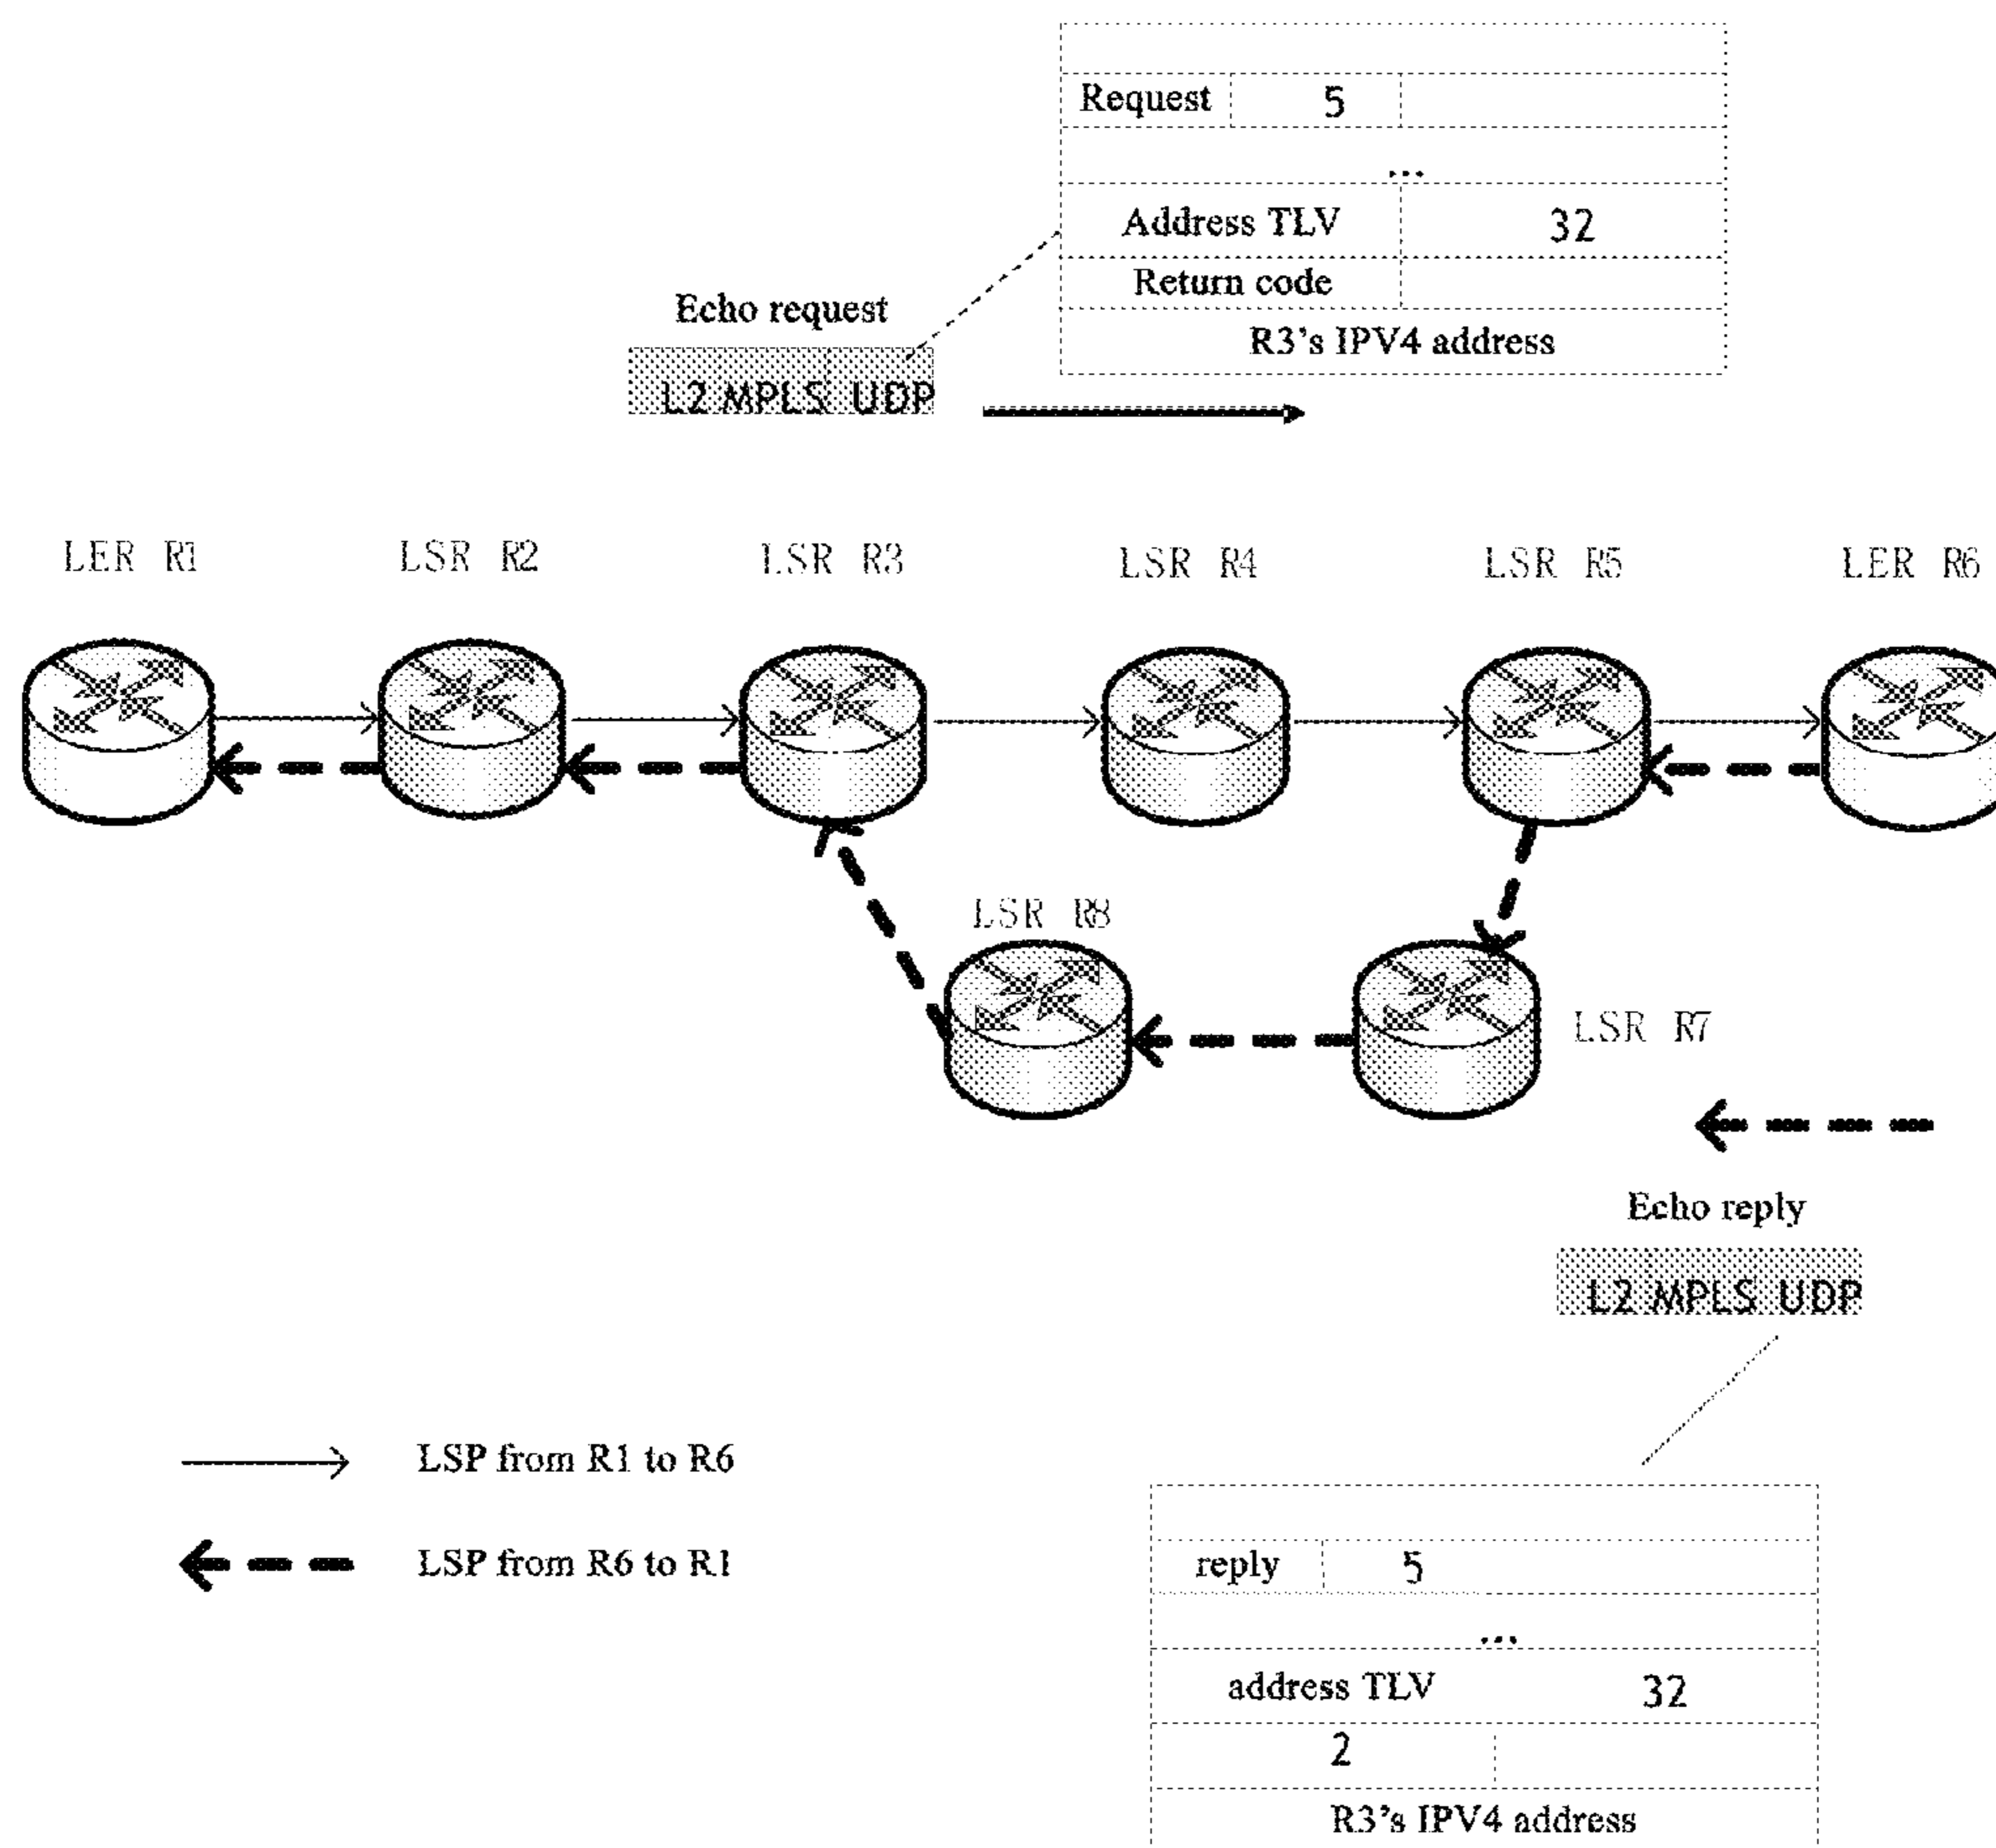 Request 5
...
Address TLV 32
Return code
R3's IPV4 address
Echo request
L2 MPLS UDP
LER R1 LSR R2 LSR R3 LSR R4 LSR R5 LER R6
LSR R8
LSR R7
Echo reply
L2 MPLS UDP
LSP from R1 to R6
LSP from R6 to R1
reply 5
...
address TLV 32
2
R3's IPV4 address